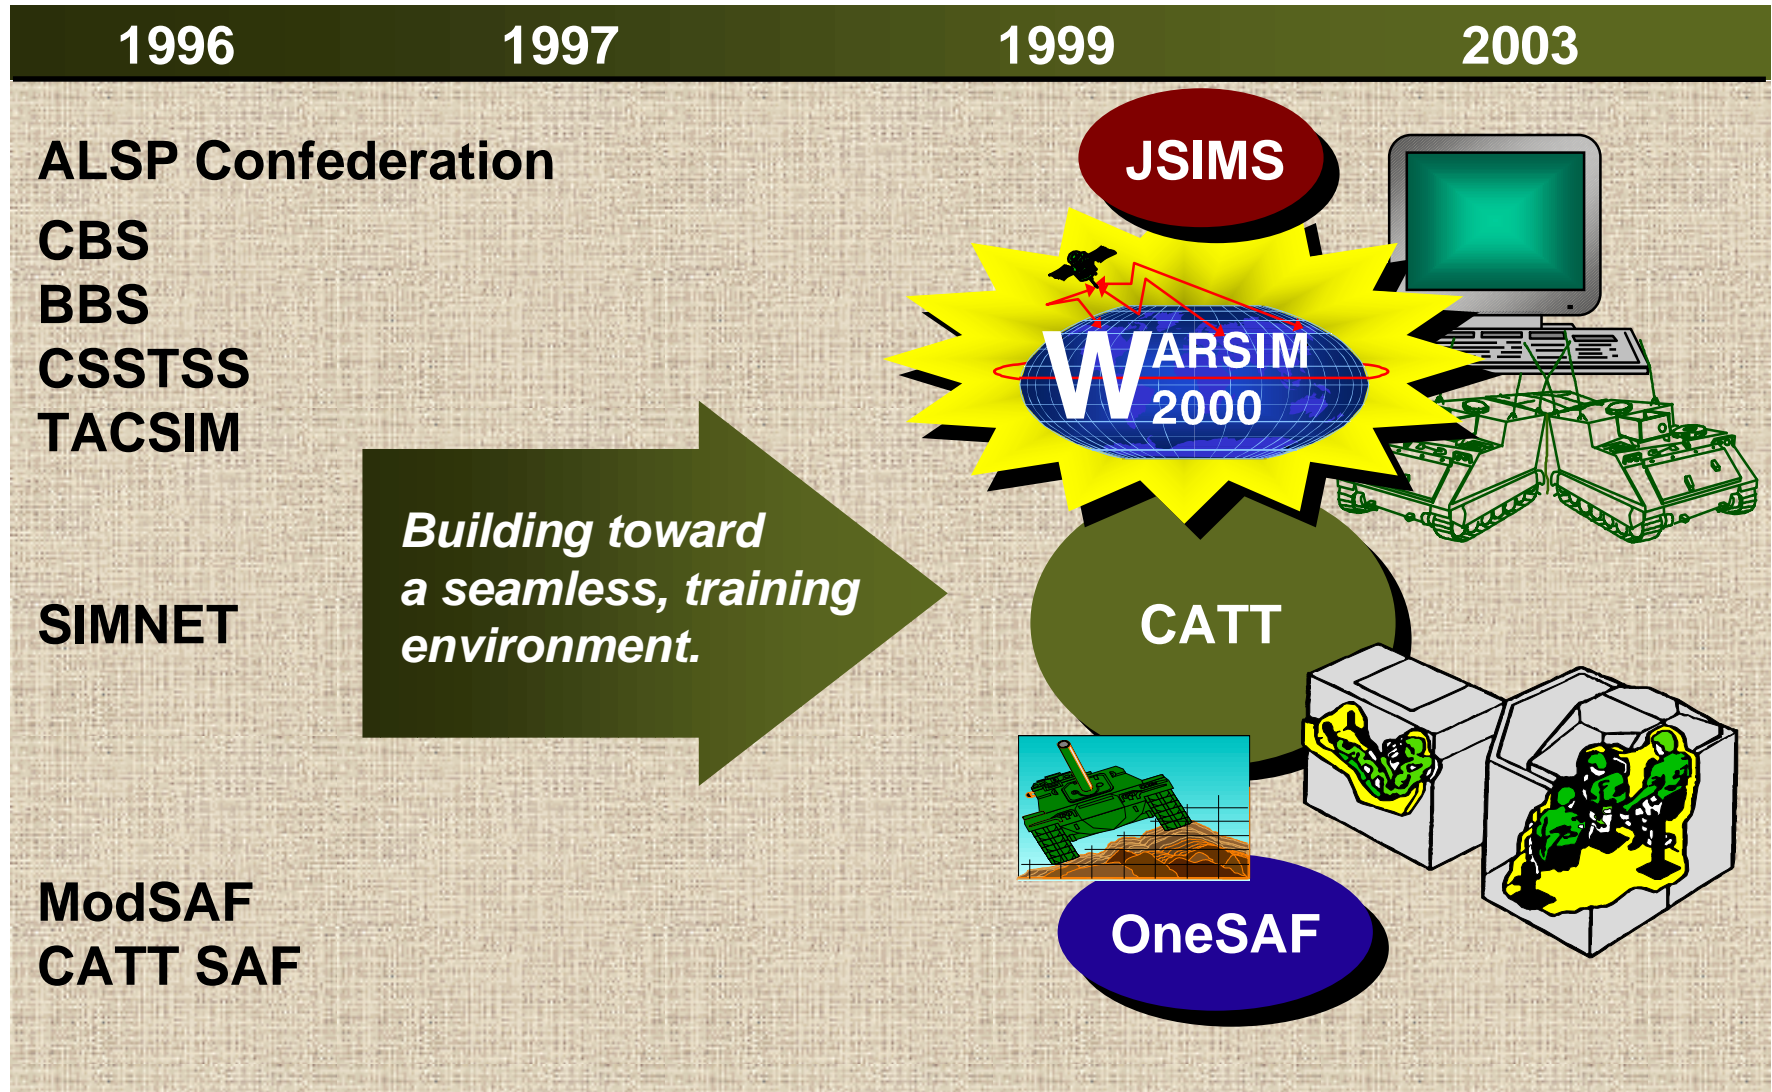 1996 1997 1999 2003
ALSP Confederation
CBS
BBS
CSSTSS
TACSIM
SIMNET
ModSAF
CATT SAF
Building toward
a seamless, training
environment.
JSIMS
WARSIM
2000
CATT
OneSAF